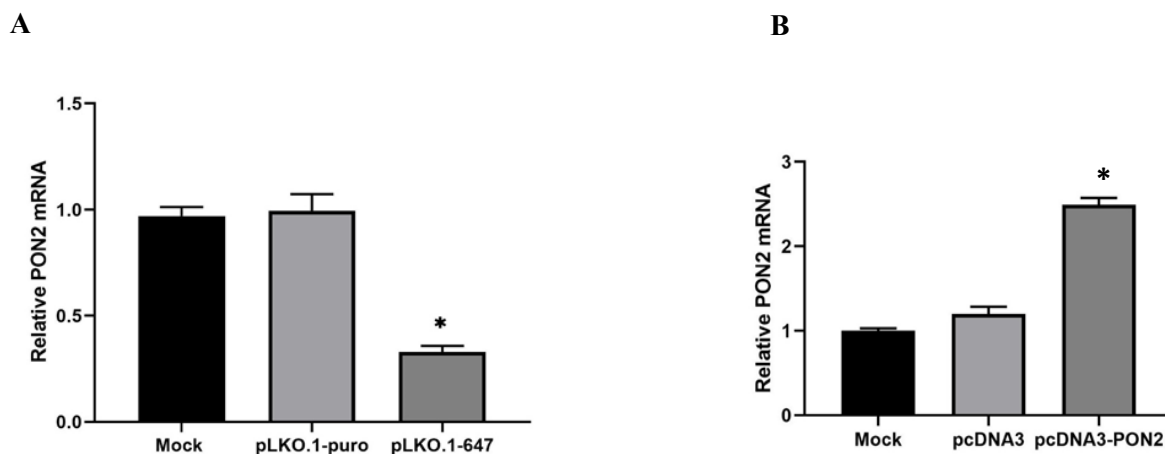 A
Relative PON2 mRNA
1.5
1.0
0.5
0.0
*
Mock pLKO.1-puro pLKO.1-647
B
Relative PON2 mRNA
3
2
1
0
*
Mock pcDNA3 pcDNA3-PON2